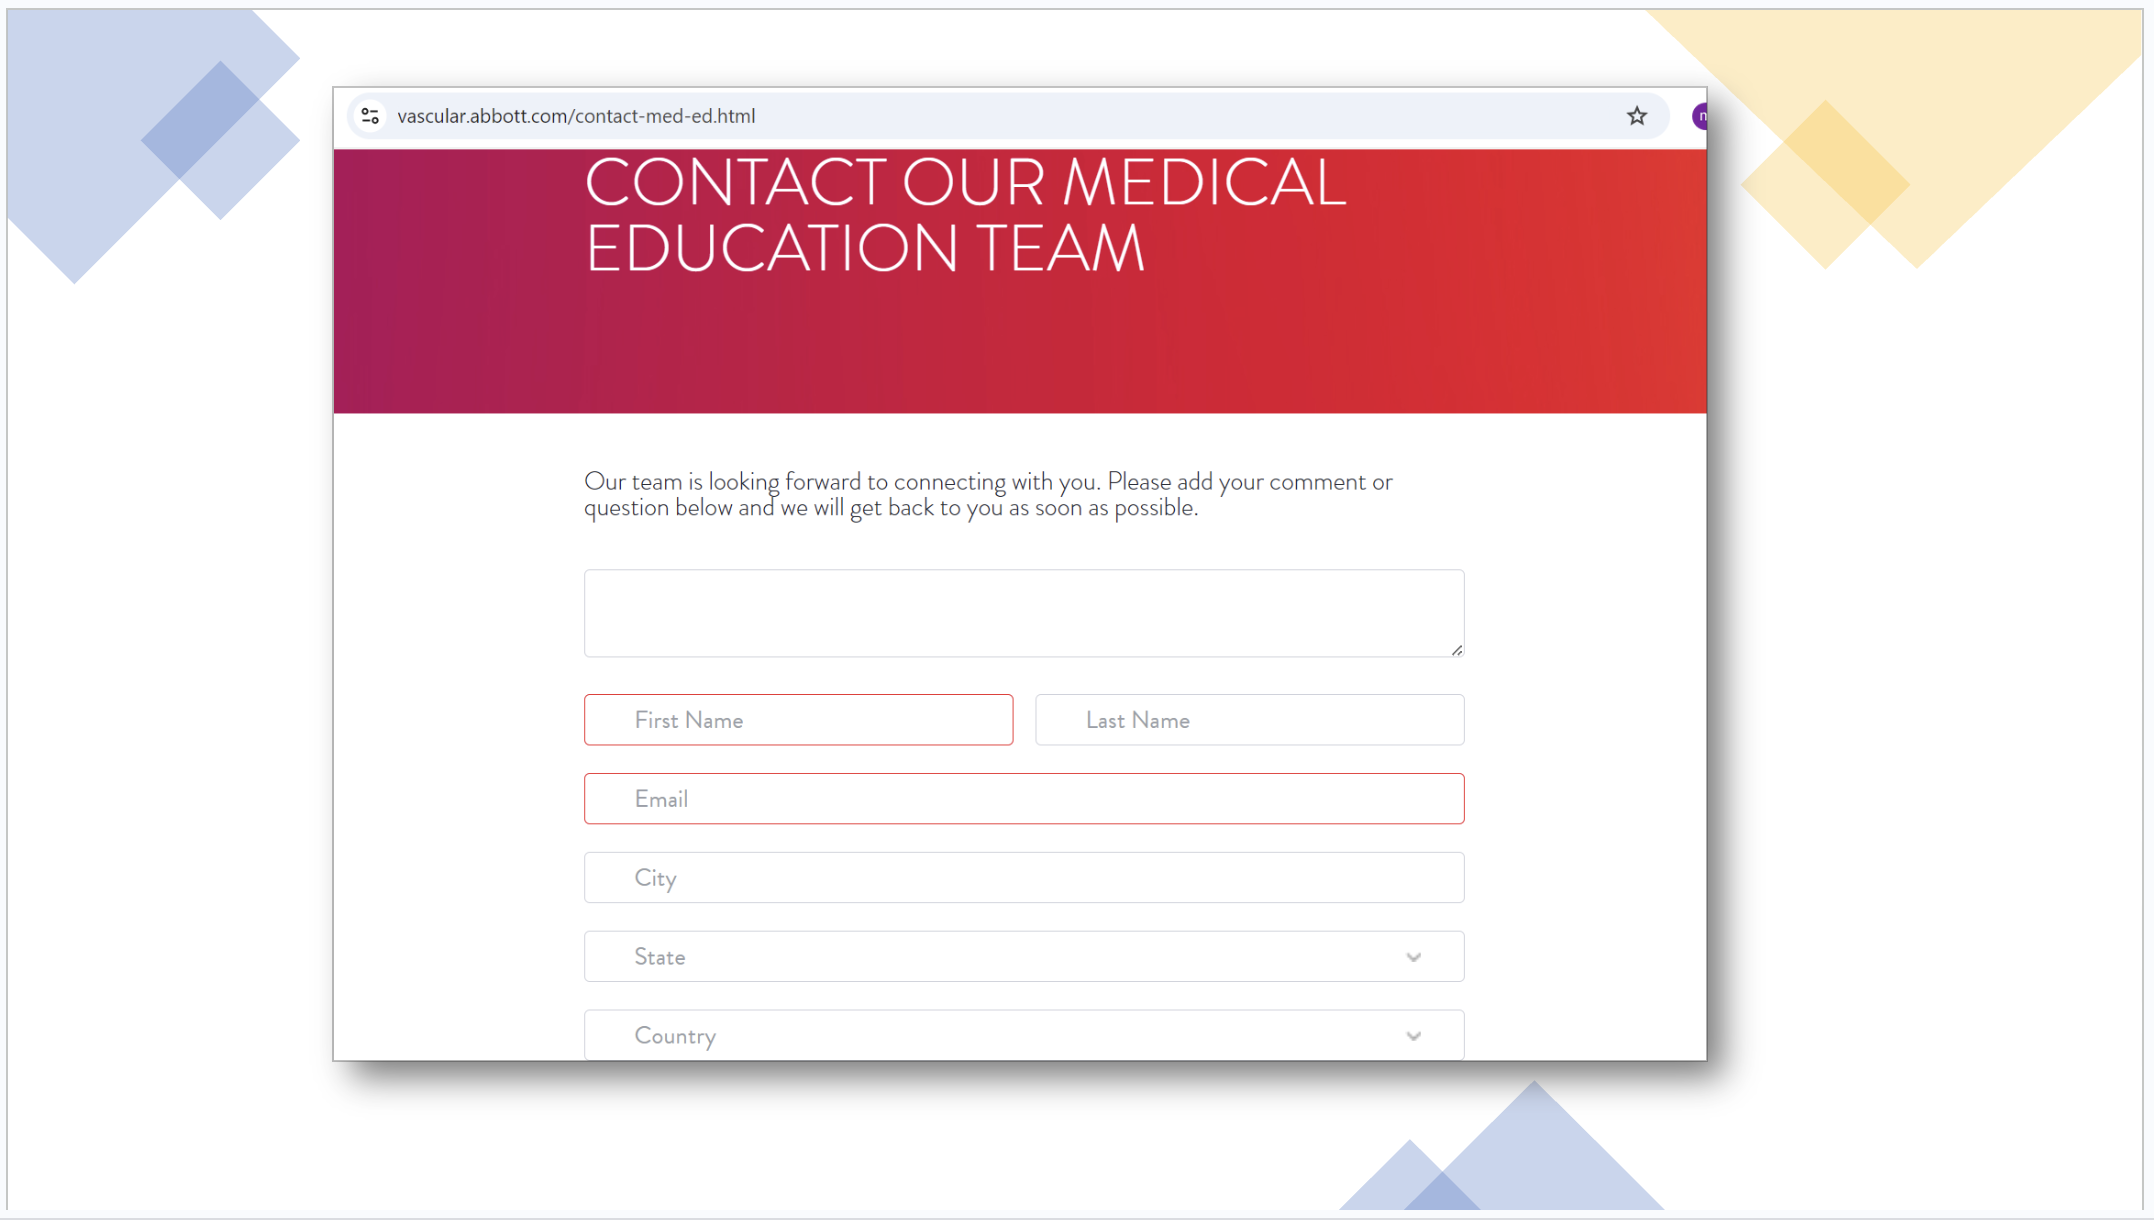 vascular.abbott.com/contact-med-ed.html
n
CONTACT OUR MEDICAL
EDUCATION TEAM
Our team is looking forward to connecting with you. Please add your comment or
question below and we will get back to you as soon as possible.
First Name
Last Name
Email
City
State
Country